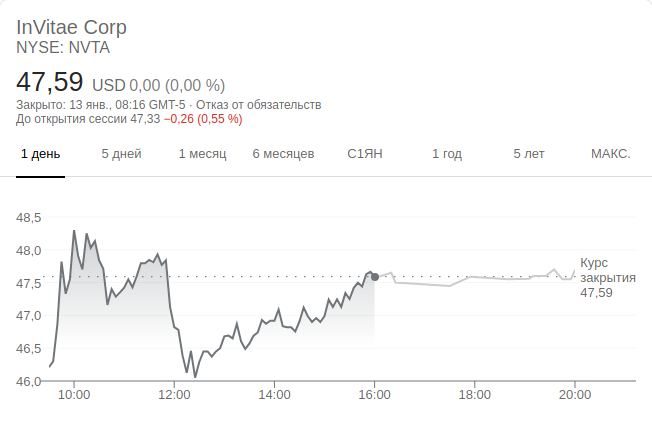 InVitae Corp
NYSE: NVTA
47,59 USD 0,00 (0,00 %)
Закрыто: 13 янв., 08:16 GMT-5 · Отказ от обязательств
До открытия сессии 47,33 −0,26 (0,55 %)
1 день 5 дней 1 месяц 6 месяцев С1ЯН 1 год 5 лет МАКС.
48,5
48,0
Курс
закрытия
47,59
47,5
47,0
46,5
46,0
10:00 12:00 14:00 16:00 18:00 20:00